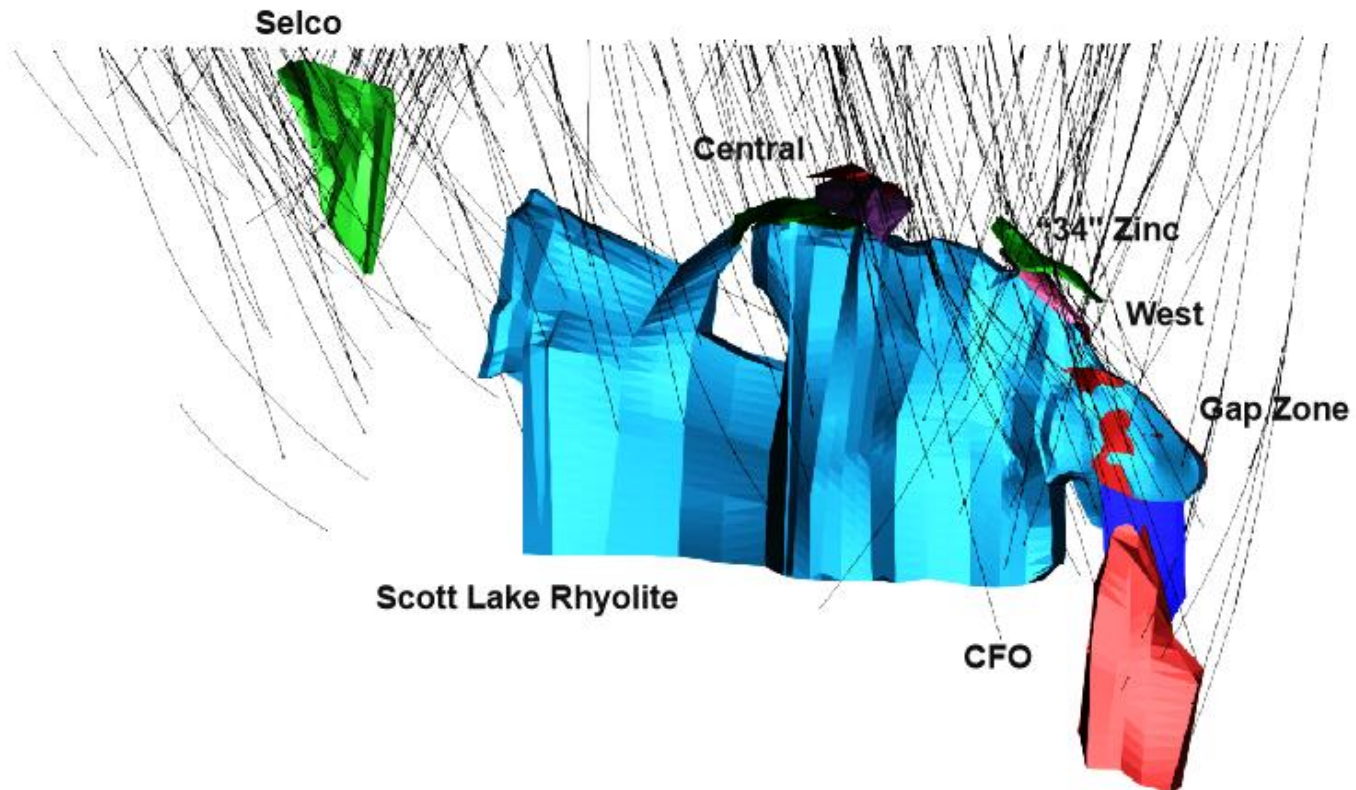 Selco
Central
"34" Zinc
West
Gap Zone
Scott Lake Rhyolite
CFO